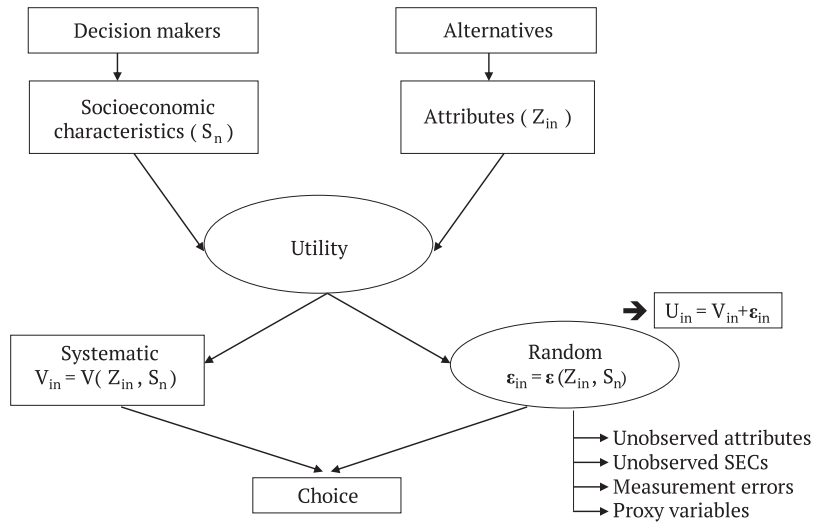 Decision makers
Alternatives
Socioeconomic
characteristics ( Sₙ )
Attributes ( Zᵢₙ )
Utility
➔ Uᵢₙ = Vᵢₙ+εᵢₙ
Systematic
Vᵢₙ = V( Zᵢₙ , Sₙ )
Random
εᵢₙ = ε (Zᵢₙ , Sₙ)
Unobserved attributes
Unobserved SECs
Measurement errors
Proxy variables
Choice